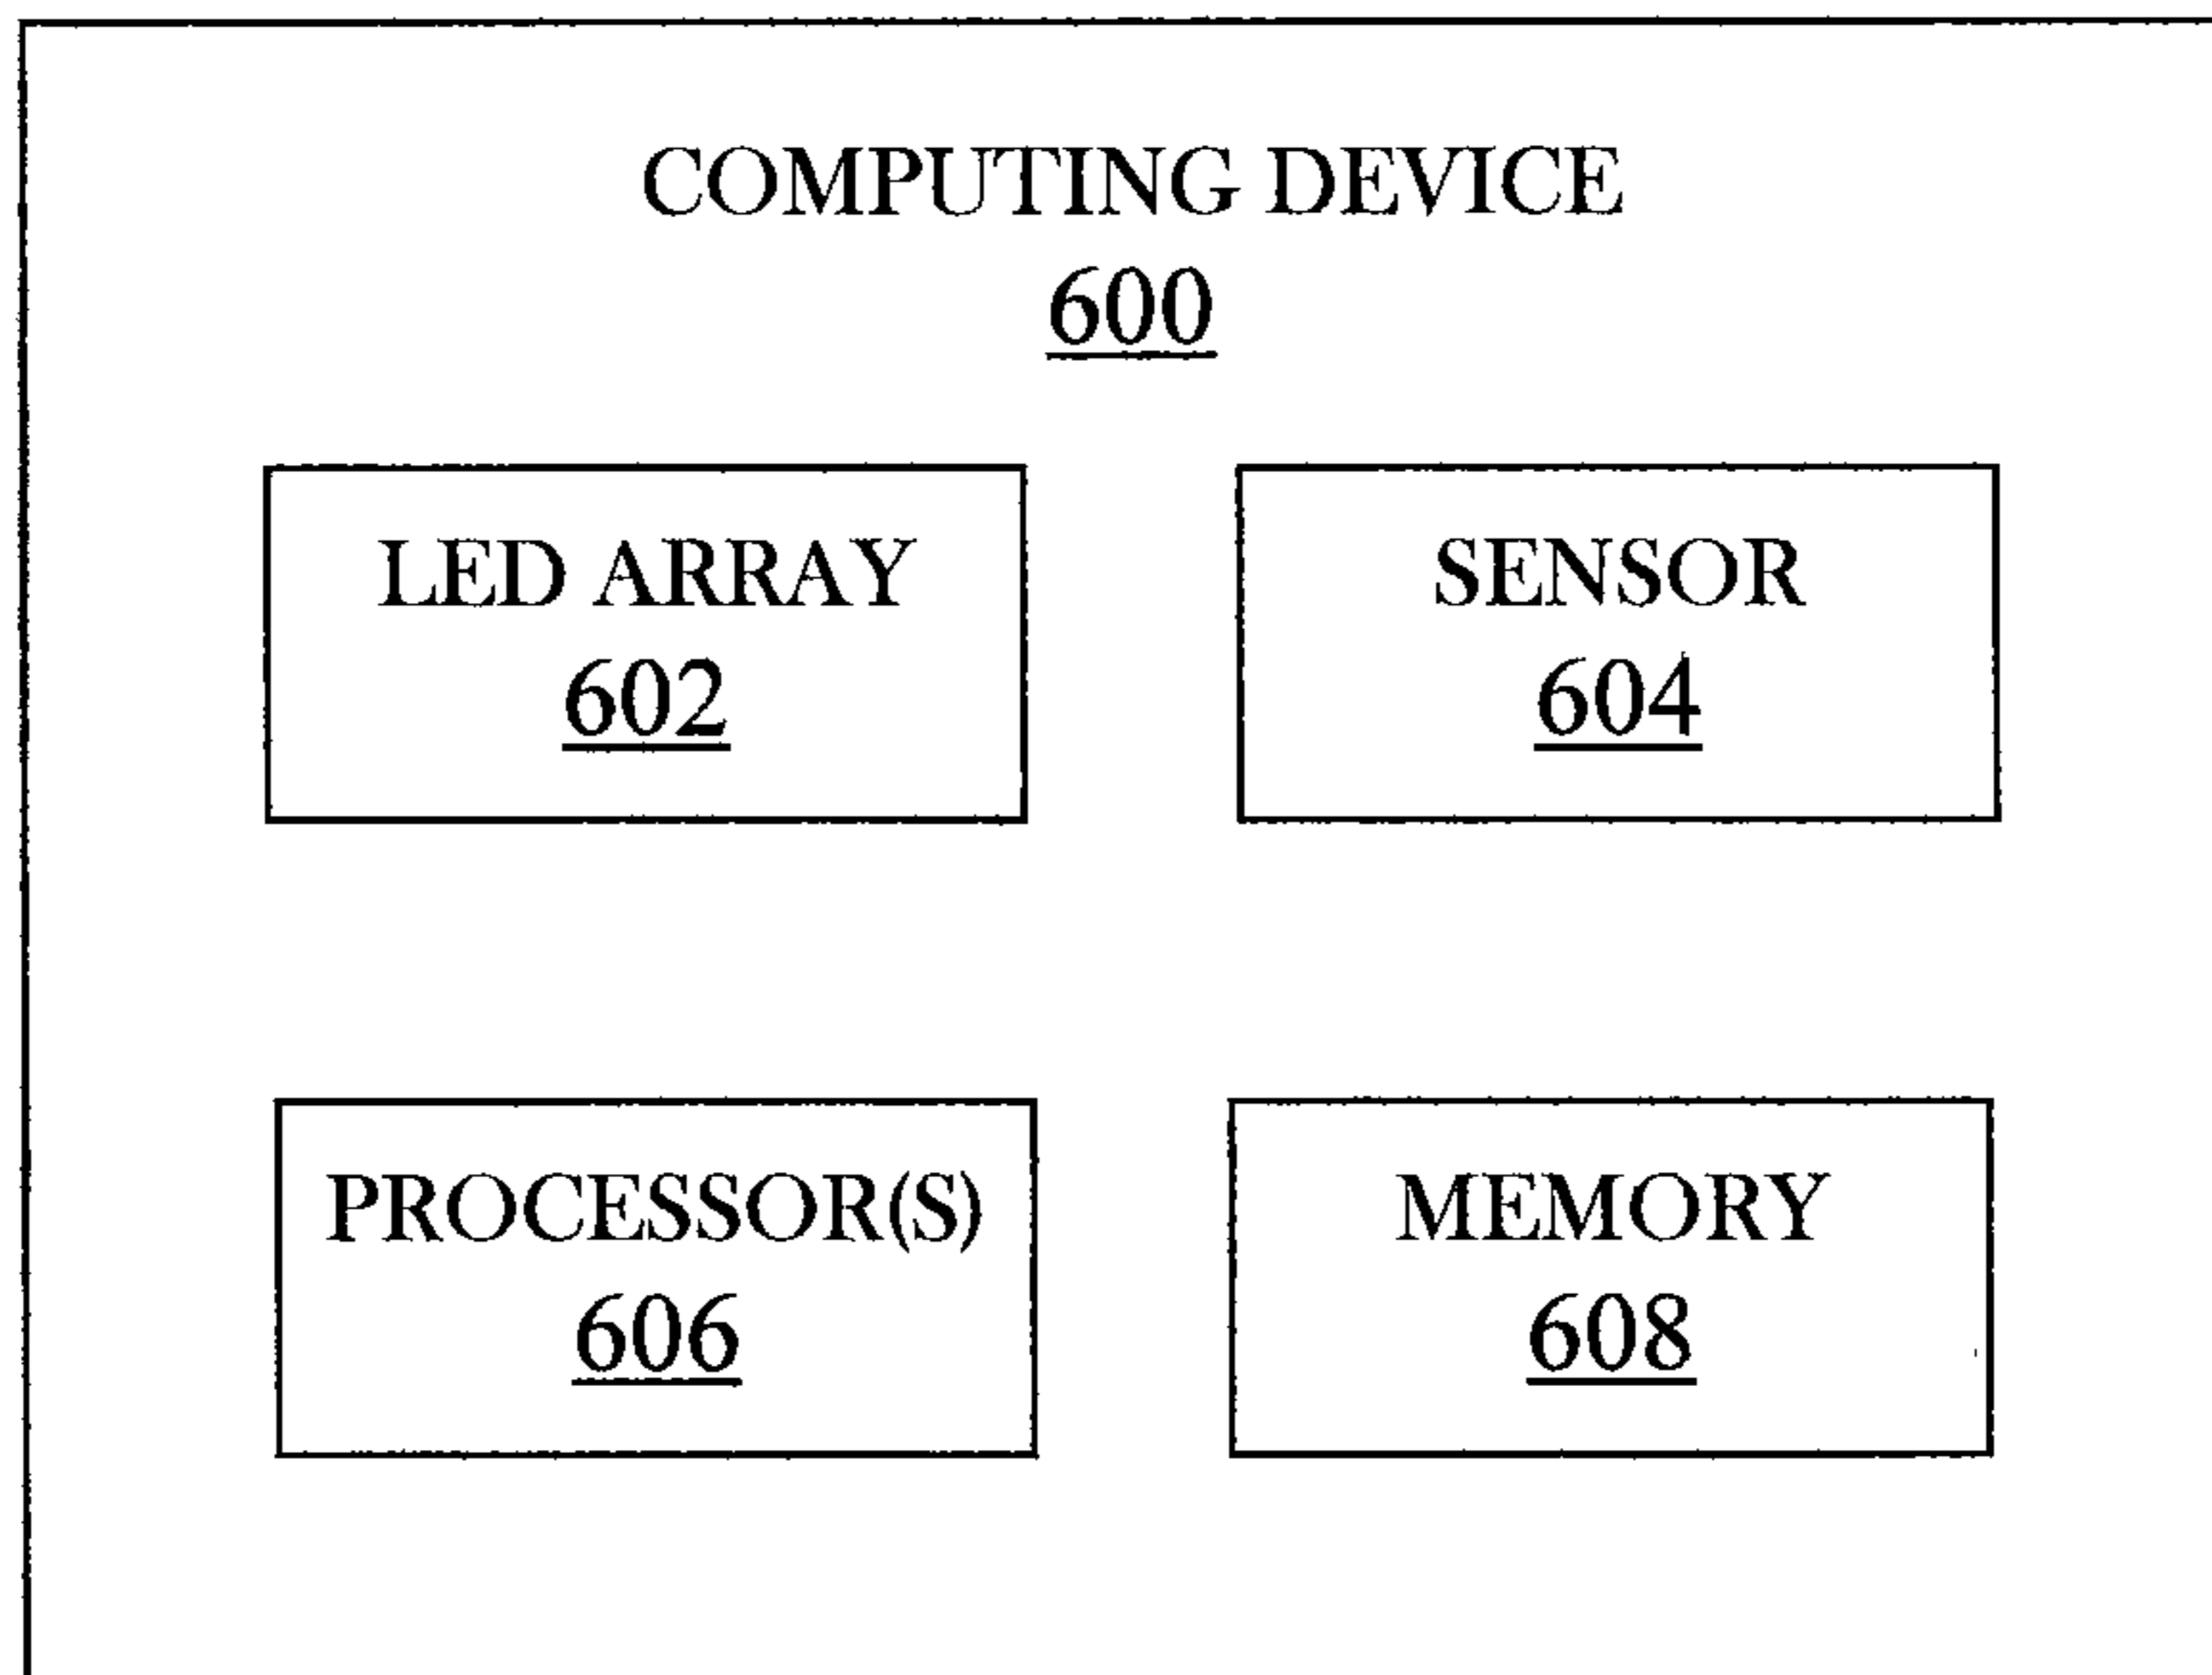 COMPUTING DEVICE
600
LED ARRAY
602
SENSOR
604
PROCESSOR(S)
606
MEMORY
608